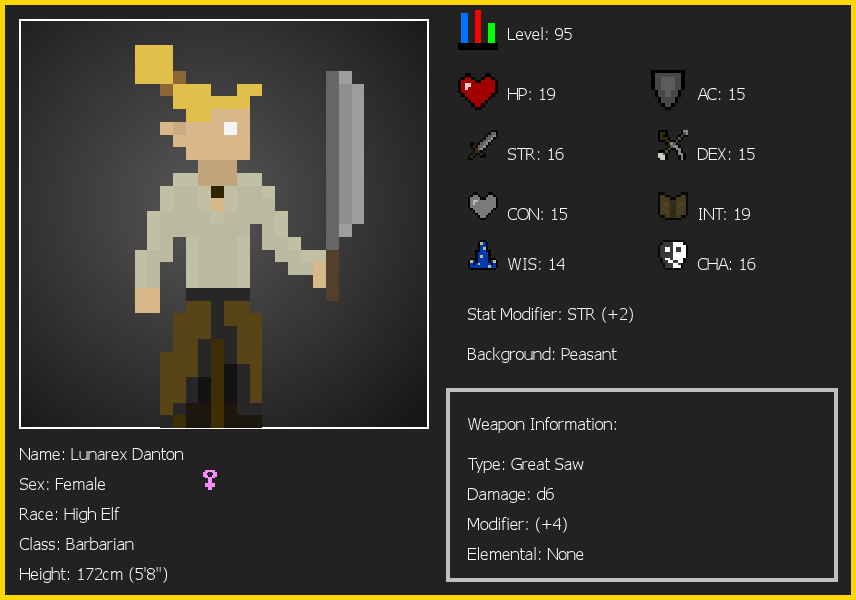 Level: 95
HP: 19
AC: 15
STR: 16
DEX: 15
CON: 15
INT: 19
WIS: 14
CHA: 16
Stat Modifier: STR (+2)
Background: Peasant
Weapon Information:
Type: Great Saw
Damage: d6
Modifier: (+4)
Elemental: None
Name: Lunarex Danton
Sex: Female
Race: High Elf
Class: Barbarian
Height: 172cm (5'8")